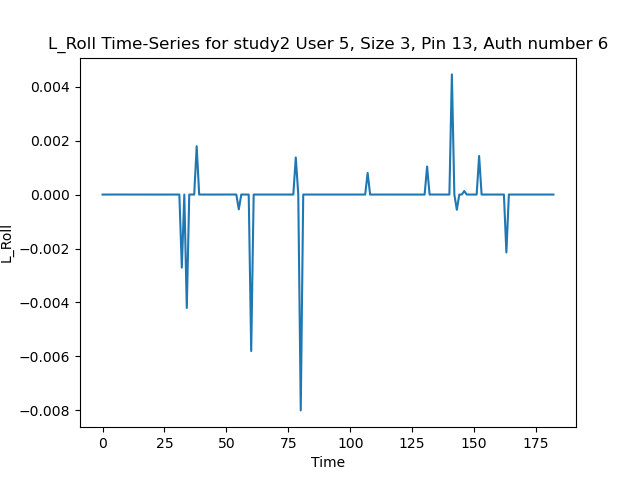 L_Roll Time-Series for study2 User 5, Size 3, Pin 13, Auth number 6
0.004
0.002
0.000
−0.002
−0.004
−0.006
−0.008
L_Roll
0 25 50 75 100 125 150 175
Time